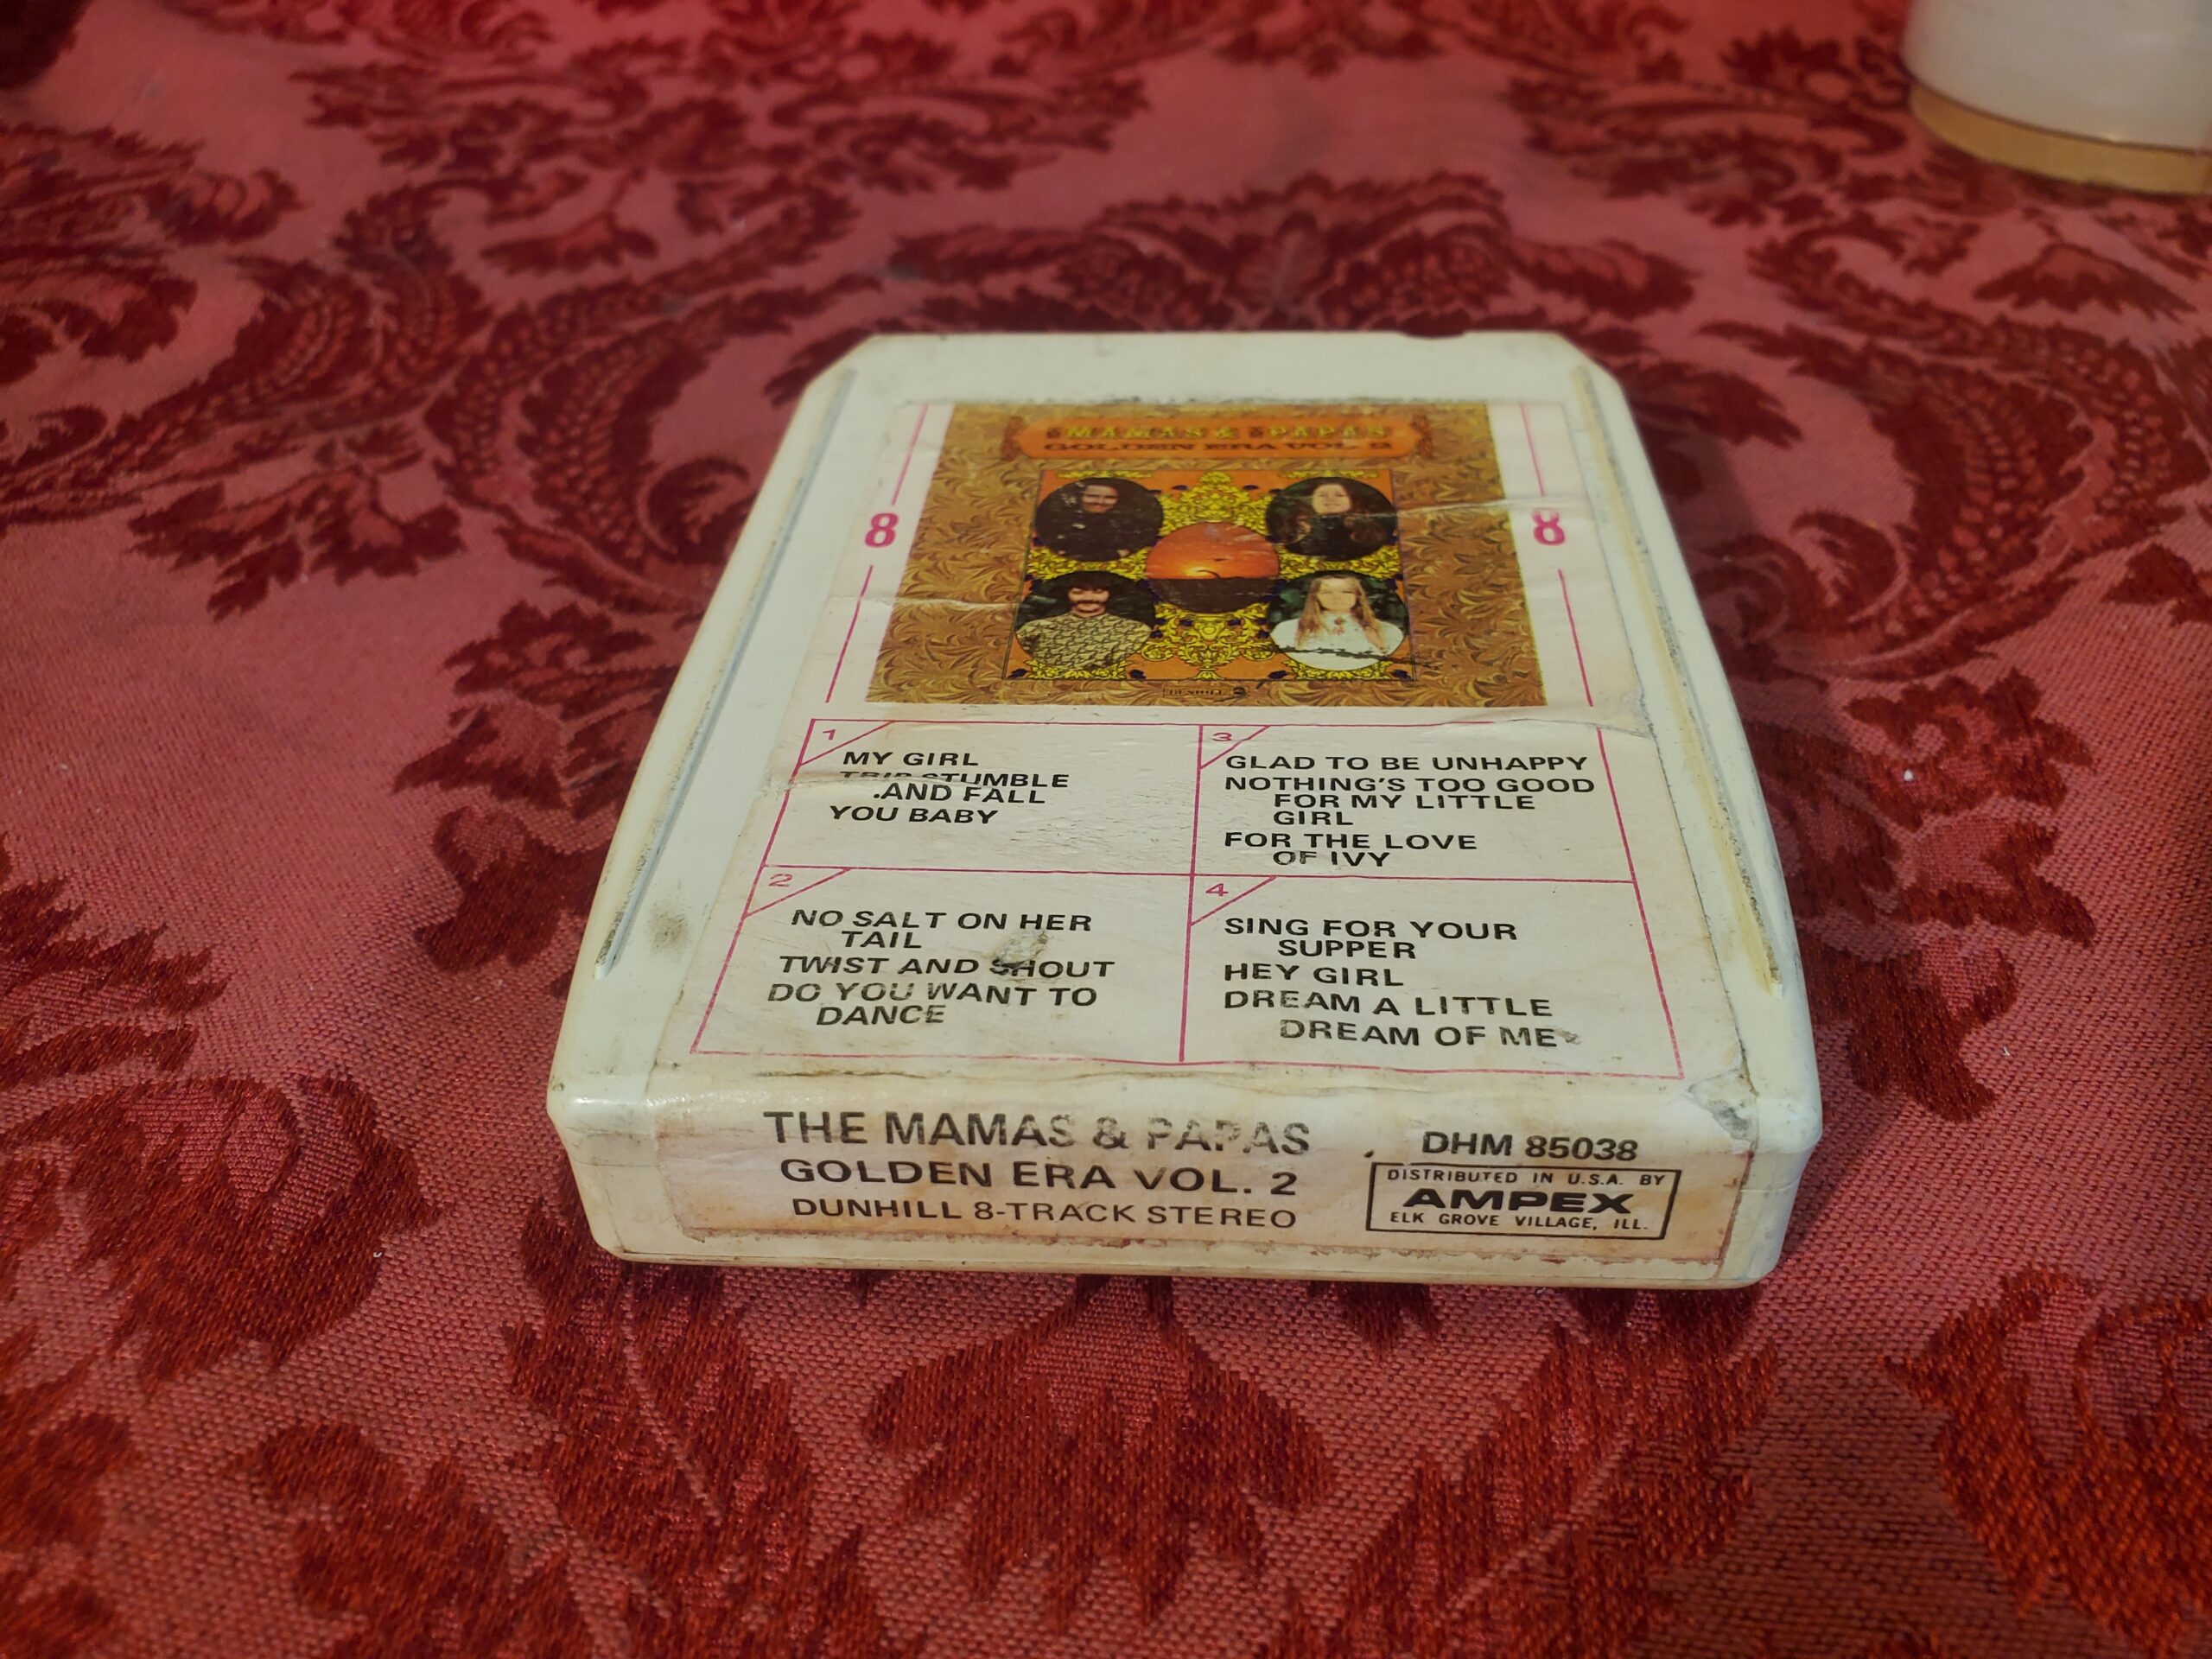 MAMAS & PAPAS
GOLDEN ERA VOL. 2
8
8
DUNHILL
1
MY GIRL
TRIP STUMBLE
AND FALL
YOU BABY
2
NO SALT ON HER
TAIL
TWIST AND SHOUT
DO YOU WANT TO
DANCE
3
GLAD TO BE UNHAPPY
NOTHING'S TOO GOOD
FOR MY LITTLE
GIRL
FOR THE LOVE
OF IVY
4
SING FOR YOUR
SUPPER
HEY GIRL
DREAM A LITTLE
DREAM OF ME
THE MAMAS & PAPAS
GOLDEN ERA VOL. 2
DUNHILL 8-TRACK STEREO
DHM 85038
DISTRIBUTED IN U.S.A. BY
AMPEX
ELK GROVE VILLAGE, ILL.